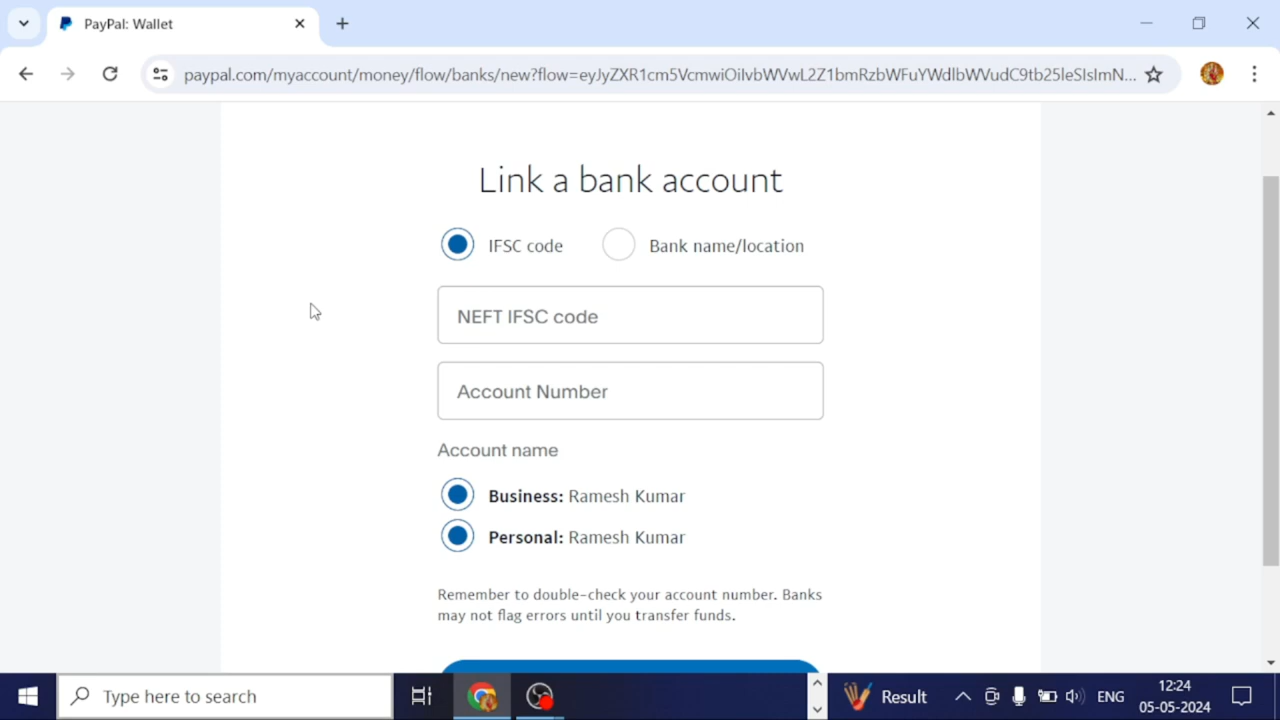 PayPal: Wallet
paypal.com/myaccount/money/flow/banks/new?flow=eyJyZXR1cm5VcmwiOiIvbWVwL2Z1bmRzbWFuYWdlbWVudC9tb25leSIsImN...
Link a bank account
IFSC code Bank name/location
NEFT IFSC code
Account Number
Account name
Business: Ramesh Kumar
Personal: Ramesh Kumar
Remember to double-check your account number. Banks
may not flag errors until you transfer funds.
Type here to search Result ENG 12:24
05-05-2024